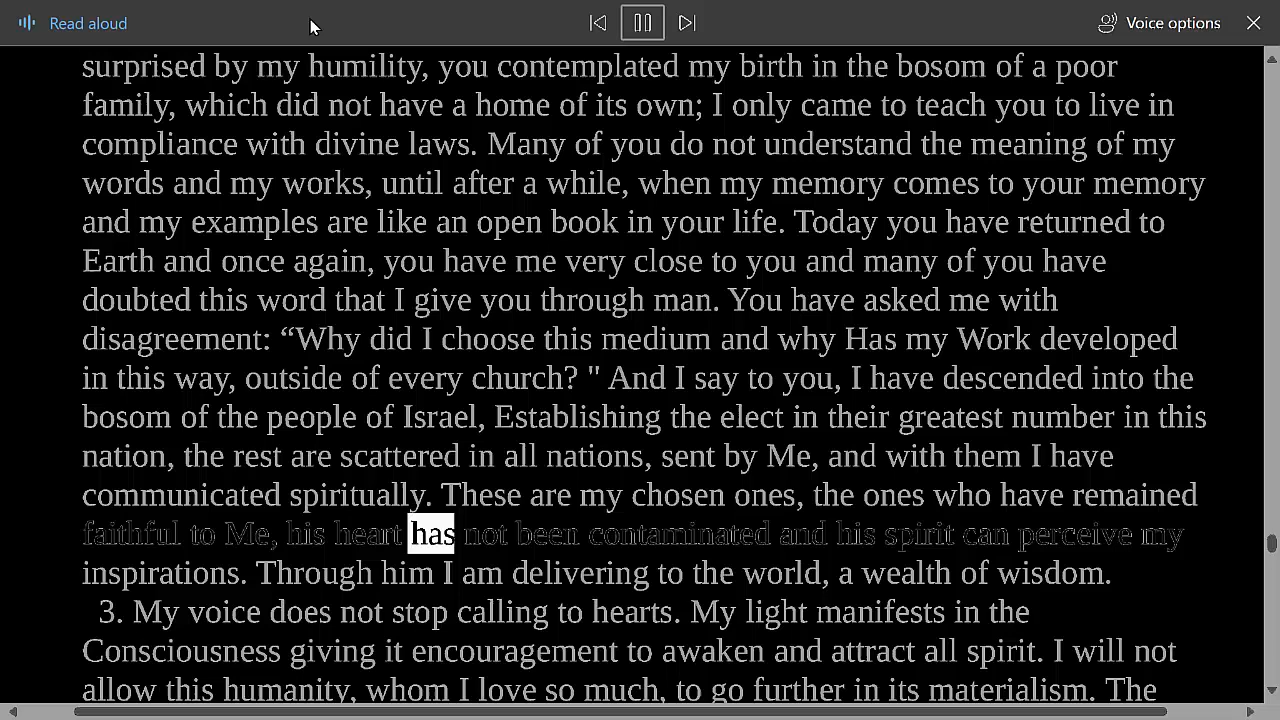 Read aloud
Voice options
surprised by my humility, you contemplated my birth in the bosom of a poor
family, which did not have a home of its own; I only came to teach you to live in
compliance with divine laws. Many of you do not understand the meaning of my
words and my works, until after a while, when my memory comes to your memory
and my examples are like an open book in your life. Today you have returned to
Earth and once again, you have me very close to you and many of you have
doubted this word that I give you through man. You have asked me with
disagreement: “Why did I choose this medium and why Has my Work developed
in this way, outside of every church? " And I say to you, I have descended into the
bosom of the people of Israel, Establishing the elect in their greatest number in this
nation, the rest are scattered in all nations, sent by Me, and with them I have
communicated spiritually. These are my chosen ones, the ones who have remained
faithful to Me, his heart has not been contaminated and his spirit can perceive my
inspirations. Through him I am delivering to the world, a wealth of wisdom.
3. My voice does not stop calling to hearts. My light manifests in the
Consciousness giving it encouragement to awaken and attract all spirit. I will not
allow this humanity, whom I love so much, to go further in its materialism. The